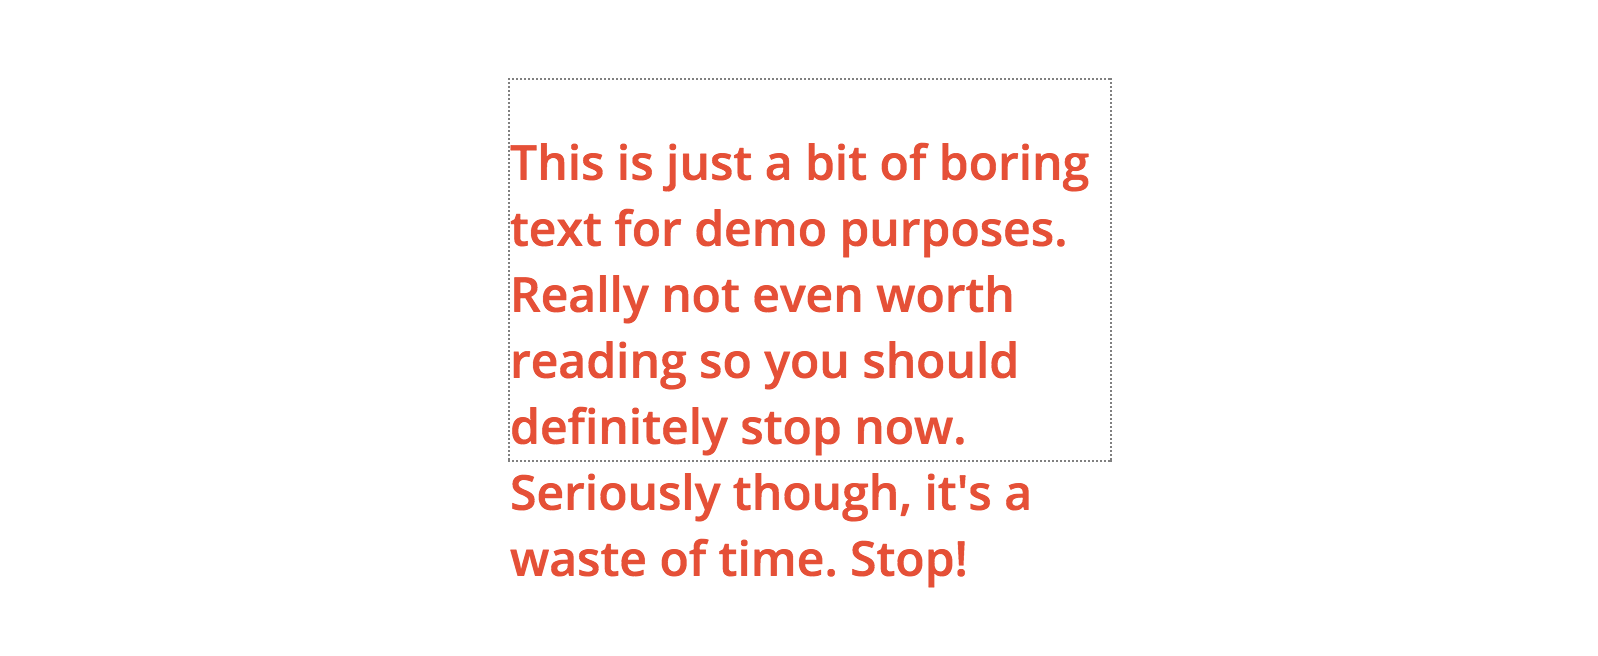 This is just a bit of boring
text for demo purposes.
Really not even worth
reading so you should
definitely stop now.
Seriously though, it's a
waste of time. Stop!